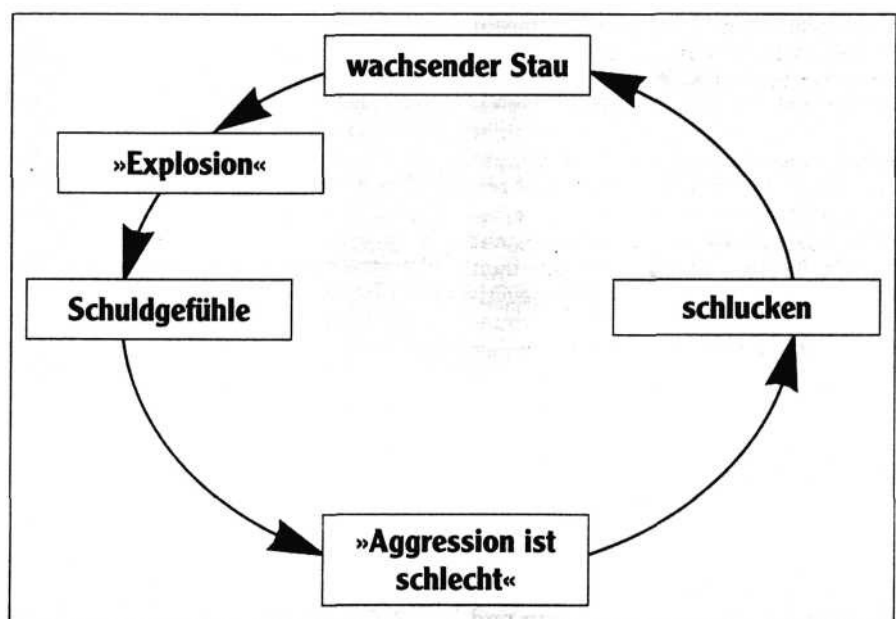 wachsender Stau
»Explosion«
Schuldgefühle
schlucken
»Aggression ist
schlecht«